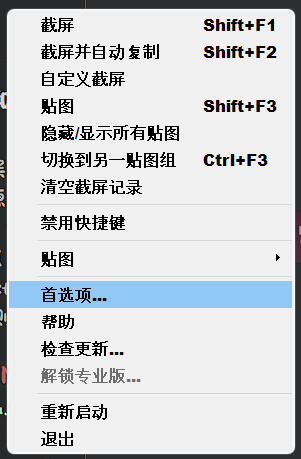 截屏 Shift+F1
截屏并自动复制 Shift+F2
自定义截屏
贴图 Shift+F3
隐藏/显示所有贴图
切换到另一贴图组 Ctrl+F3
清空截屏记录
禁用快捷键
贴图
首选项...
帮助
检查更新...
解锁专业版...
重新启动
退出